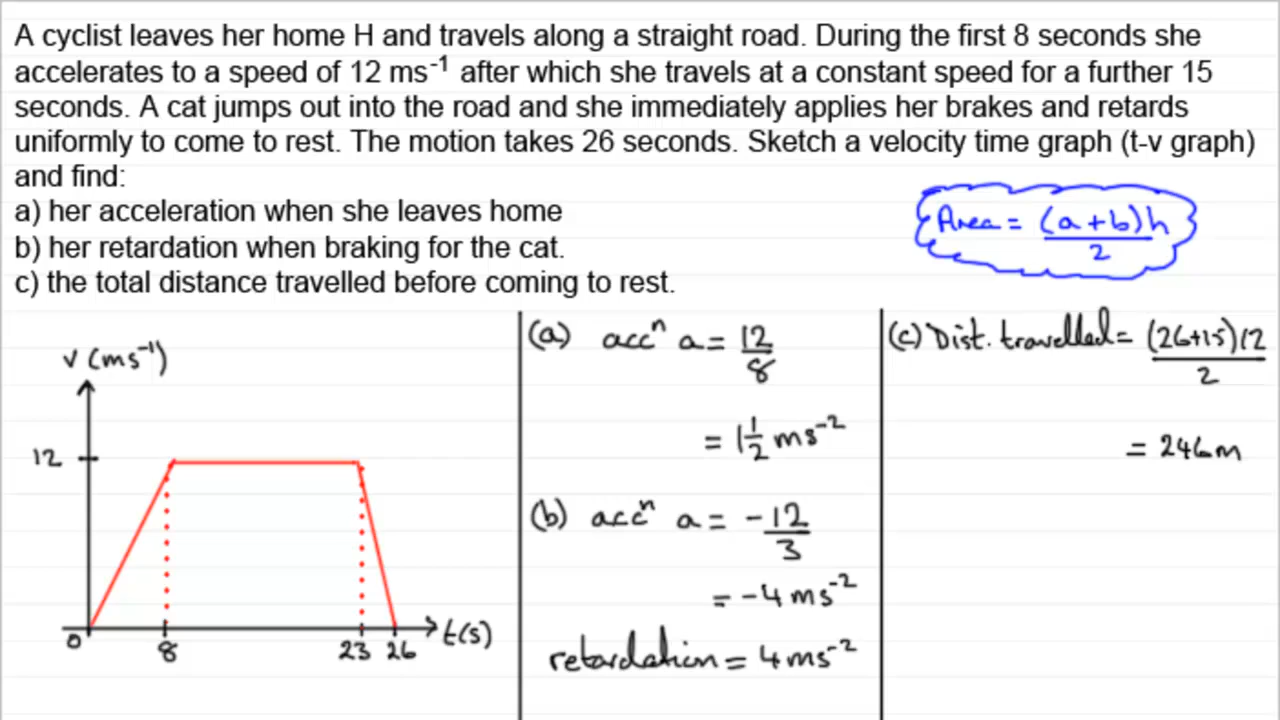 A cyclist leaves her home H and travels along a straight road. During the first 8 seconds she
accelerates to a speed of 12 ms⁻¹ after which she travels at a constant speed for a further 15
seconds. A cat jumps out into the road and she immediately applies her brakes and retards
uniformly to come to rest. The motion takes 26 seconds. Sketch a velocity time graph (t-v graph)
and find:
a) her acceleration when she leaves home
b) her retardation when braking for the cat.
c) the total distance travelled before coming to rest.
Area = (a+b)h
2
v (ms⁻¹)
12
0
8
23
26
t(s)
(a) accⁿ a = 12
8
= 1 1/2 ms⁻²
(b) accⁿ a = -12
3
= -4 ms⁻²
retardation = 4 ms⁻²
(c) Dist. travelled = (26+15)12
2
= 246m